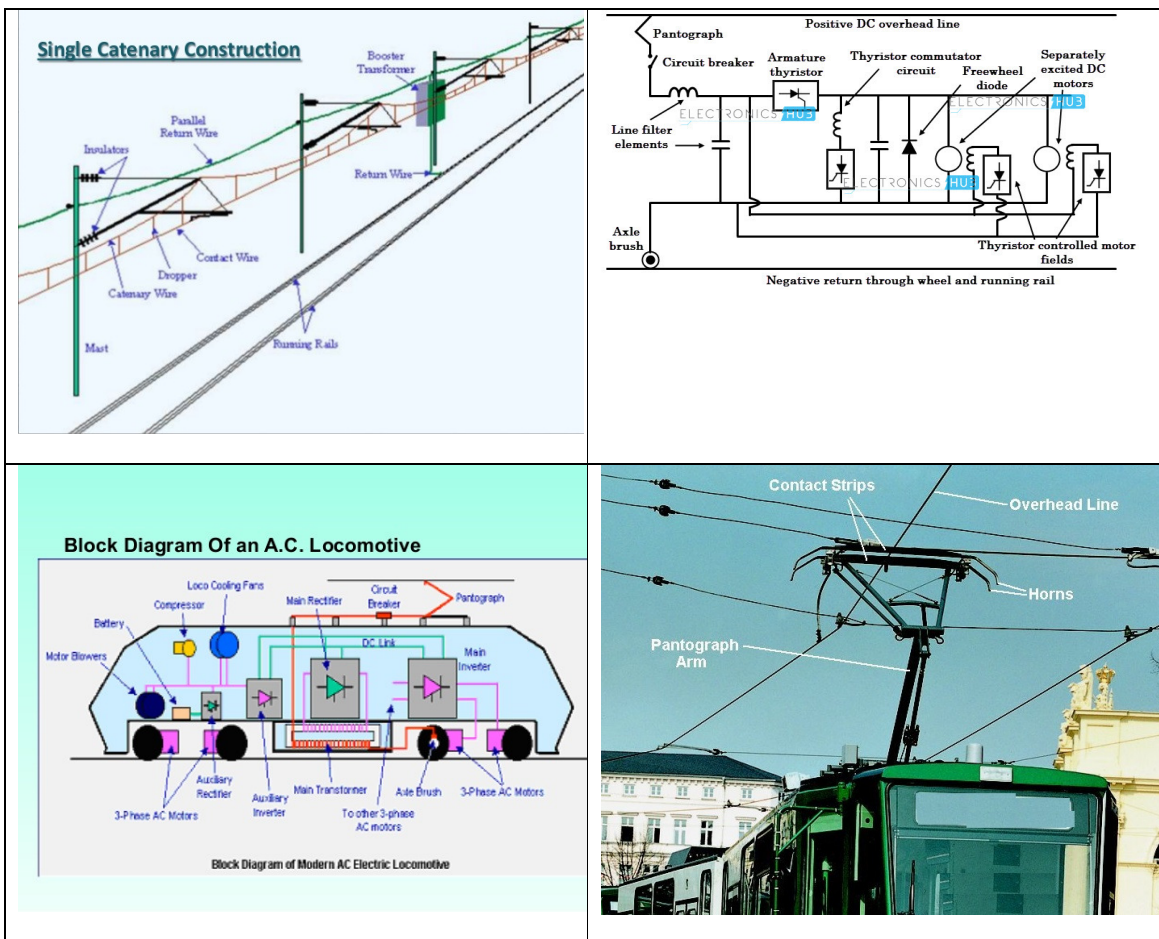 Single Catenary Construction
Booster
Transformer
Parallel
Return Wire
Insulators
Return Wire
Contact Wire
Dropper
Catenary Wire
Running Rails
Mast
Positive DC overhead line
Pantograph
Circuit breaker
Armature
thyristor
Thyristor commutator
circuit
Freewheel
diode
Separately
excited DC
motors
ELECTRONICS HUB
ELECTRONICS HUB
Line filter
elements
ELECTRONICS HUB
Axle
brush
Thyristor controlled motor
fields
Negative return through wheel and running rail
Block Diagram Of an A.C. Locomotive
Loco Cooling Fans
Compressor
Battery
Motor Blowers
Main Rectifier
Circuit
Breaker
Pantograph
DC Link
Main
Inverter
Auxiliary
Rectifier
3-Phase AC Motors
Auxiliary
Inverter
Main Transformer
To other 3-phase
AC motors
Axle Brush
3-Phase AC Motors
Block Diagram of Modern AC Electric Locomotive
Contact Strips
Overhead Line
Horns
Pantograph
Arm